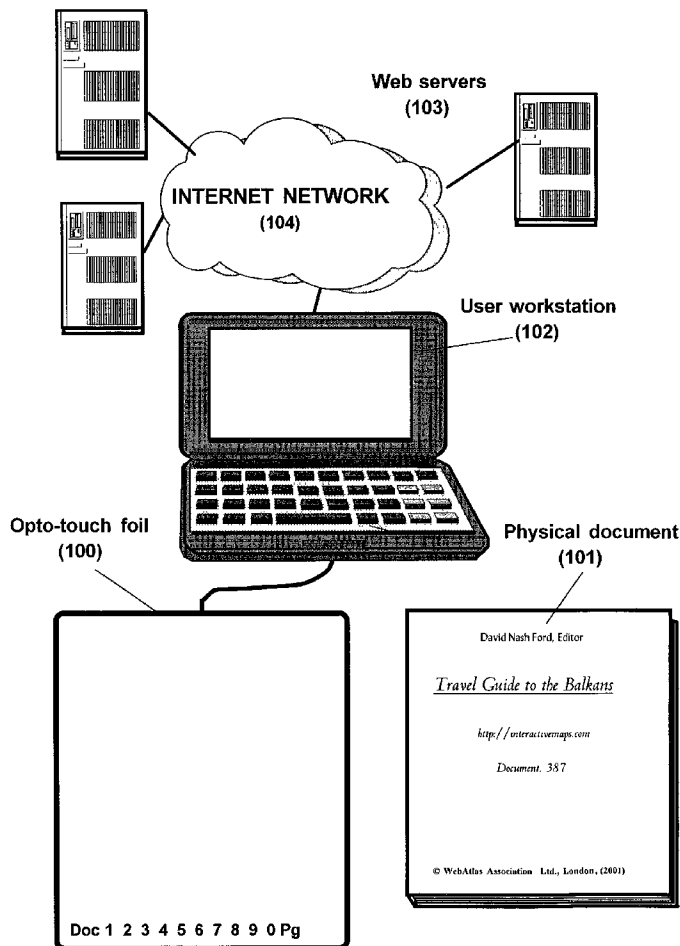 Web servers
(103)
INTERNET NETWORK
(104)
User workstation
(102)
Opto-touch foil
(100)
Physical document
(101)
David Nash Ford, Editor
Travel Guide to the Balkans
http://interactivemaps.com
Document. 387
© WebAtlas Association Ltd., London, (2001)
Doc 1 2 3 4 5 6 7 8 9 0 Pg